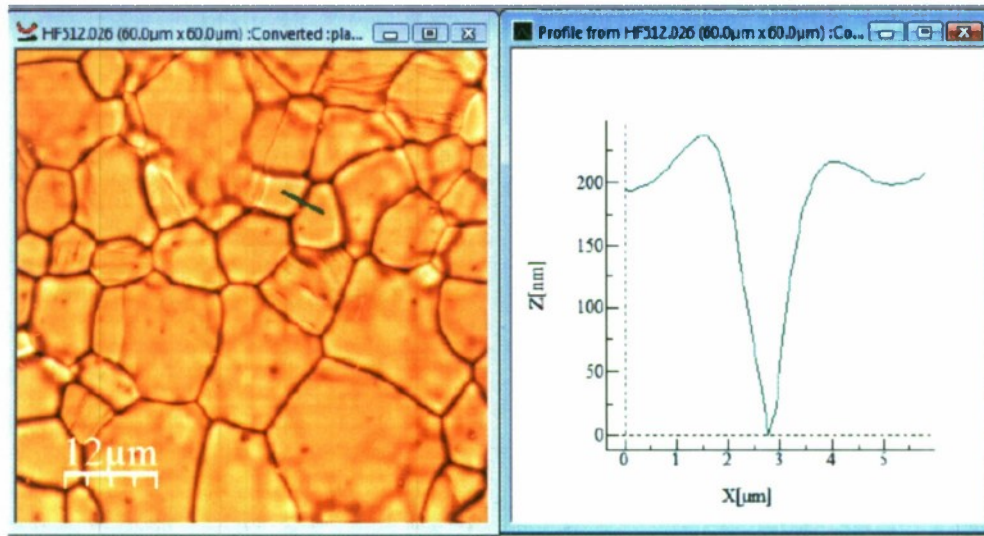 HF512.026 (60.0µm x 60.0µm) :Converted :pla...
12µm
Profile from HF512.026 (60.0µm x 60.0µm) :Co...
200
150
100
50
0
Z[nm]
0 1 2 3 4 5
X[µm]